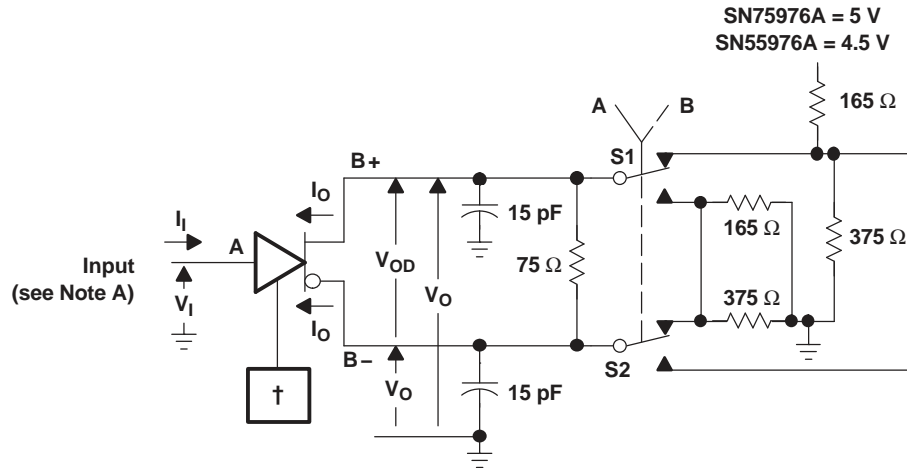 SN75976A = 5 V
SN55976A = 4.5 V
165 Ω
A
B
S1
B+
I_O
15 pF
165 Ω
375 Ω
I_I
A
V_OD
75 Ω
Input
(see Note A)
V_O
375 Ω
V_I
I_O
B−
S2
†
V_O
15 pF